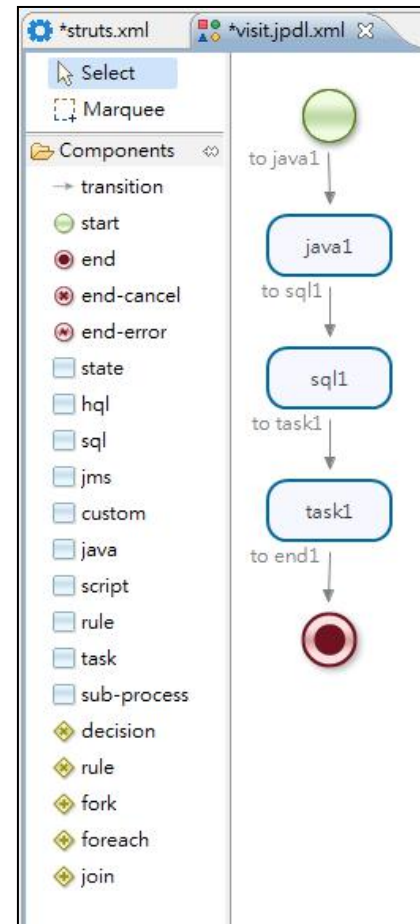 *struts.xml
*visit.jpdl.xml
Select
Marquee
Components
transition
start
end
end-cancel
end-error
state
hql
sql
jms
custom
java
script
rule
task
sub-process
decision
rule
fork
foreach
join
to java1
java1
to sql1
sql1
to task1
task1
to end1